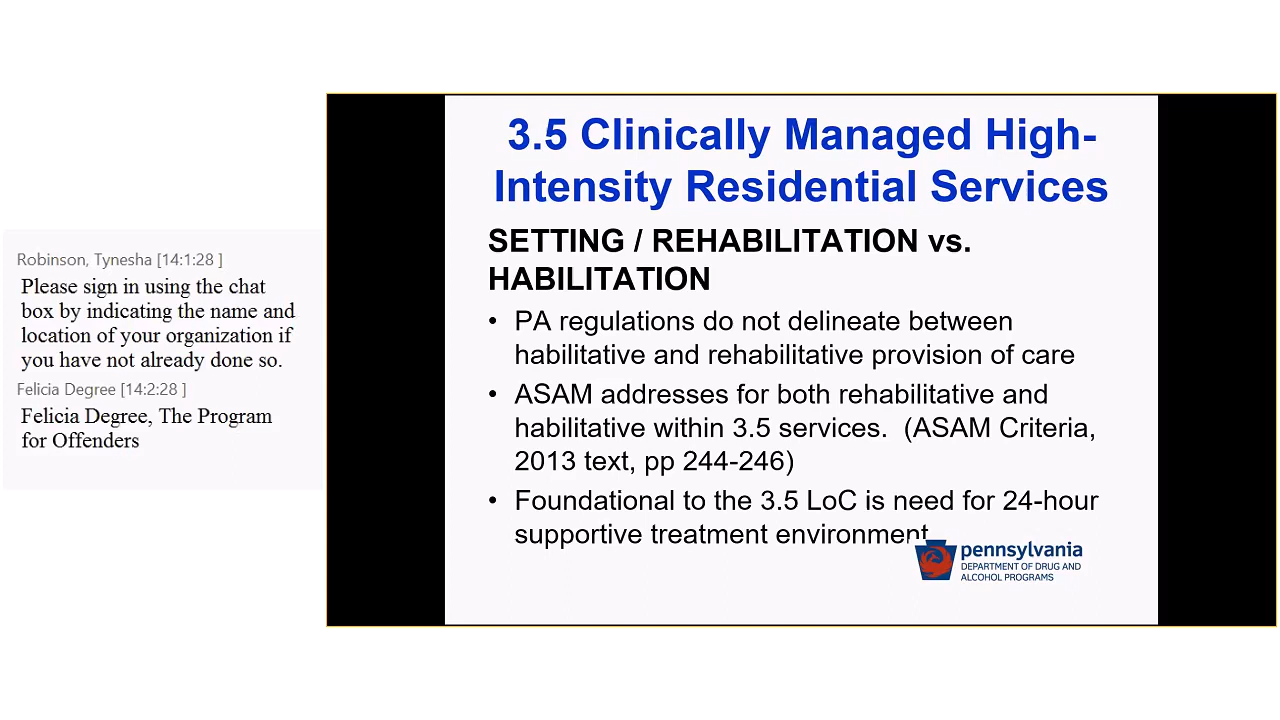 Robinson, Tynesha [14:1:28 ]
Please sign in using the chat
box by indicating the name and
location of your organization if
you have not already done so.
Felicia Degree [14:2:28 ]
Felicia Degree, The Program
for Offenders
3.5 Clinically Managed High-
Intensity Residential Services
SETTING / REHABILITATION vs.
HABILITATION
• PA regulations do not delineate between
habilitative and rehabilitative provision of care
• ASAM addresses for both rehabilitative and
habilitative within 3.5 services.  (ASAM Criteria,
2013 text, pp 244-246)
• Foundational to the 3.5 LoC is need for 24-hour
supportive treatment environment
pennsylvania
DEPARTMENT OF DRUG AND
ALCOHOL PROGRAMS